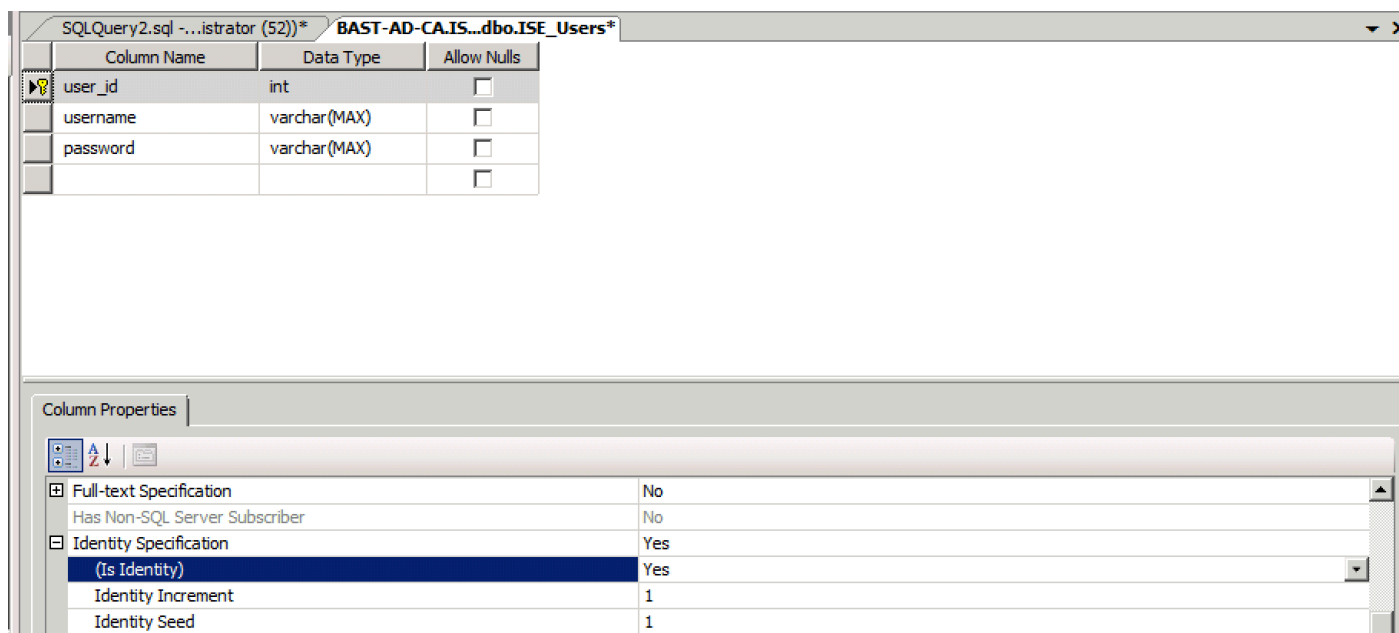 SQLQuery2.sql -...istrator (52))* BAST-AD-CA.IS...dbo.ISE_Users*
Column Name Data Type Allow Nulls
user_id int
username varchar(MAX)
password varchar(MAX)
Column Properties
Full-text Specification No
Has Non-SQL Server Subscriber No
Identity Specification Yes
(Is Identity) Yes
Identity Increment 1
Identity Seed 1